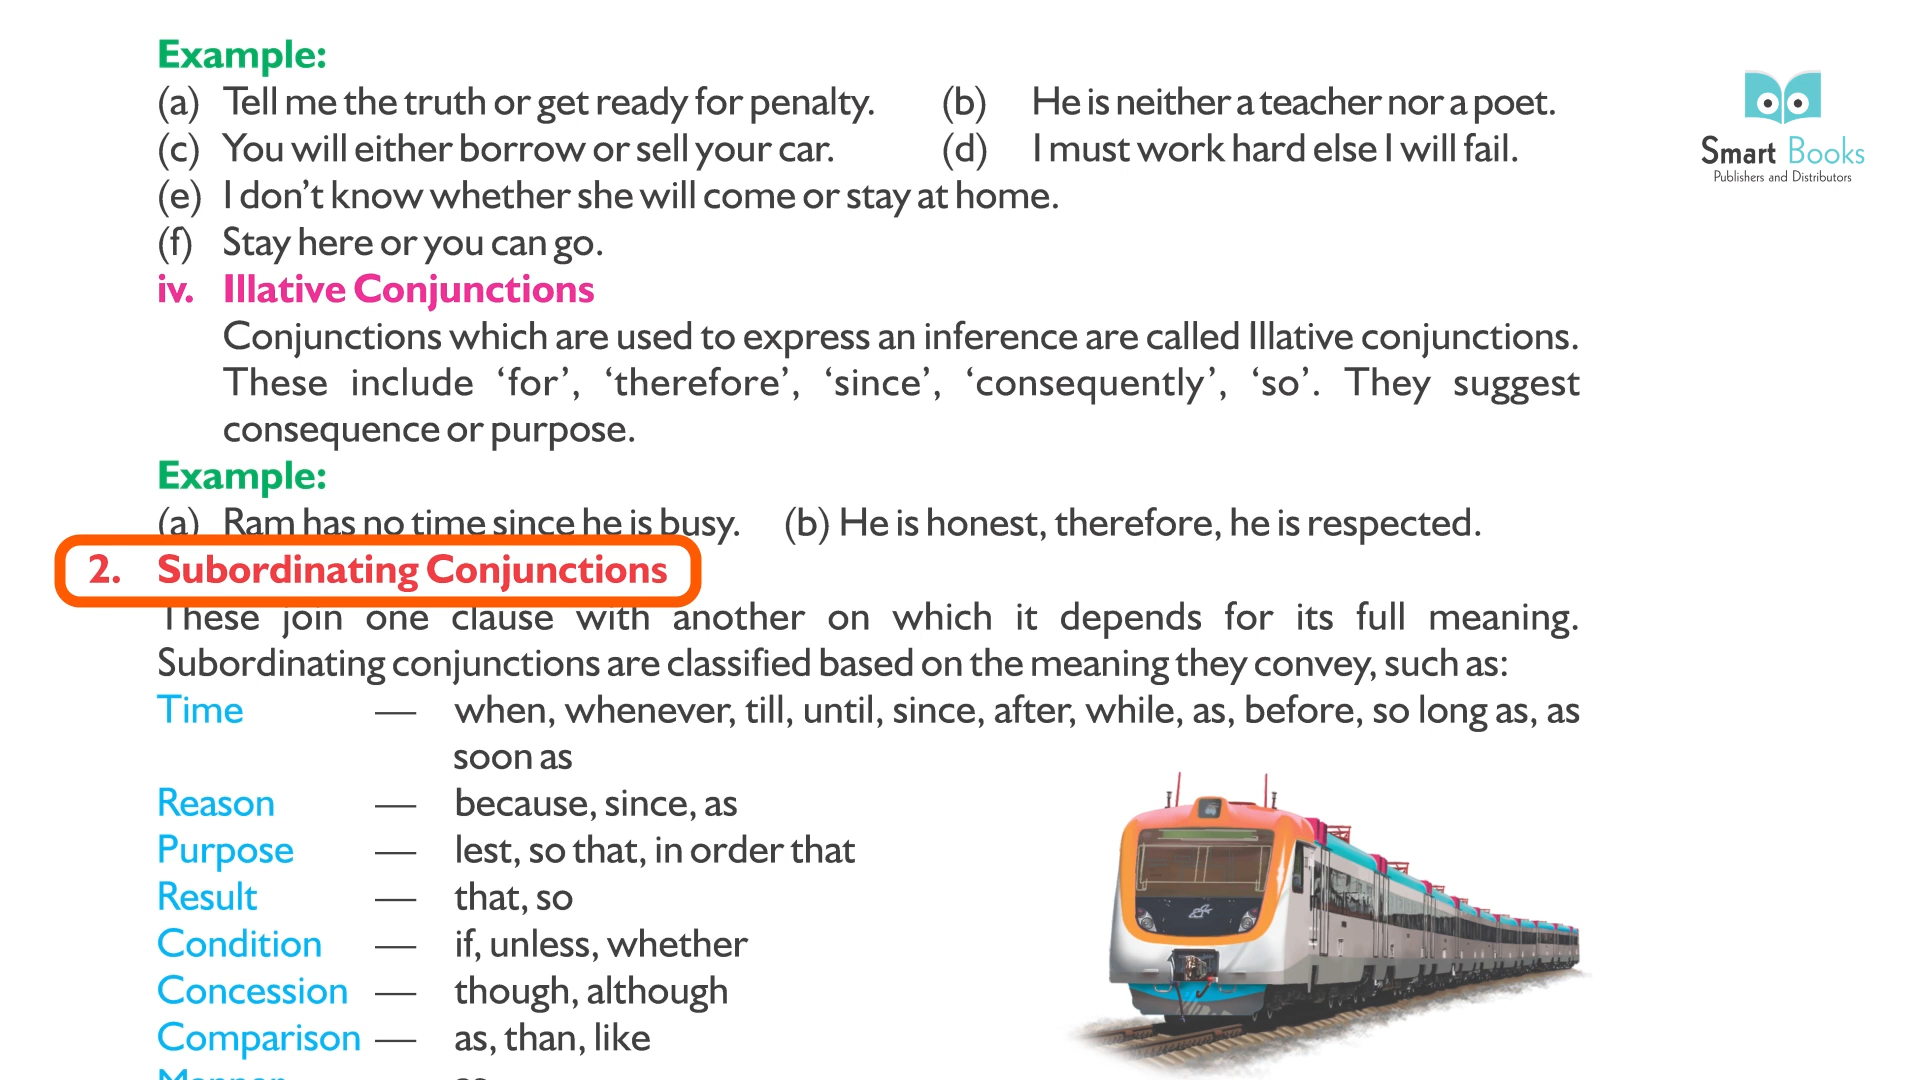 Example:
(a) Tell me the truth or get ready for penalty. (b) He is neither a teacher nor a poet.
(c) You will either borrow or sell your car. (d) I must work hard else I will fail.
(e) I don’t know whether she will come or stay at home.
(f) Stay here or you can go.
iv. Illative Conjunctions
Conjunctions which are used to express an inference are called Illative conjunctions.
These include ‘for’, ‘therefore’, ‘since’, ‘consequently’, ‘so’. They suggest
consequence or purpose.
Example:
(a) Ram has no time since he is busy. (b) He is honest, therefore, he is respected.
2. Subordinating Conjunctions
These join one clause with another on which it depends for its full meaning.
Subordinating conjunctions are classified based on the meaning they convey, such as:
Time — when, whenever, till, until, since, after, while, as, before, so long as, as
soon as
Reason — because, since, as
Purpose — lest, so that, in order that
Result — that, so
Condition — if, unless, whether
Concession — though, although
Comparison — as, than, like
Smart Books
Publishers and Distributors